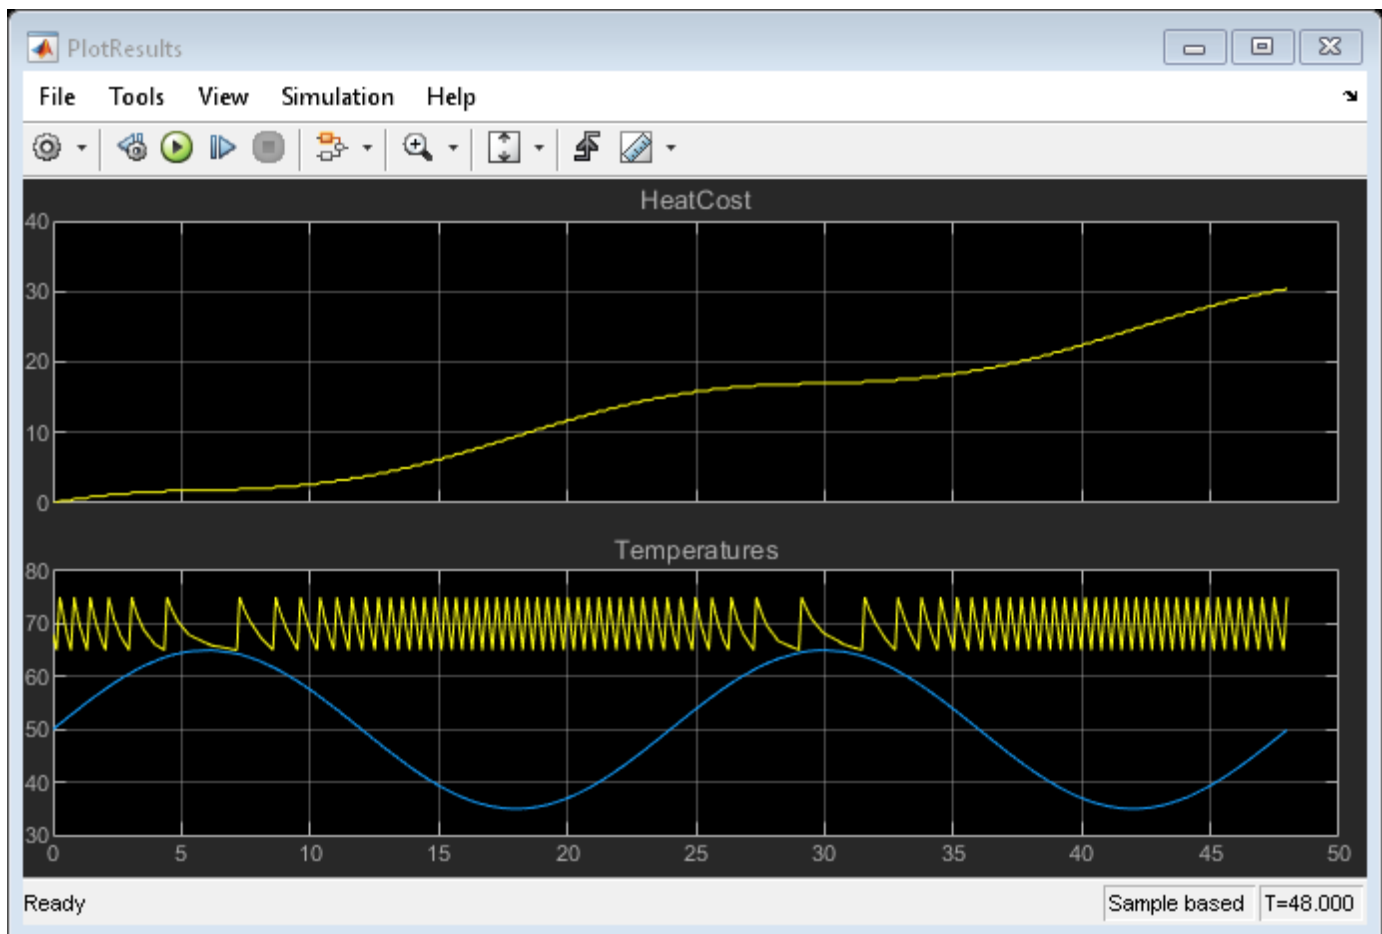 PlotResults
File Tools View Simulation Help
HeatCost
40
30
20
10
0
Temperatures
80
70
60
50
40
30
0 5 10 15 20 25 30 35 40 45 50
Ready Sample based T=48.000